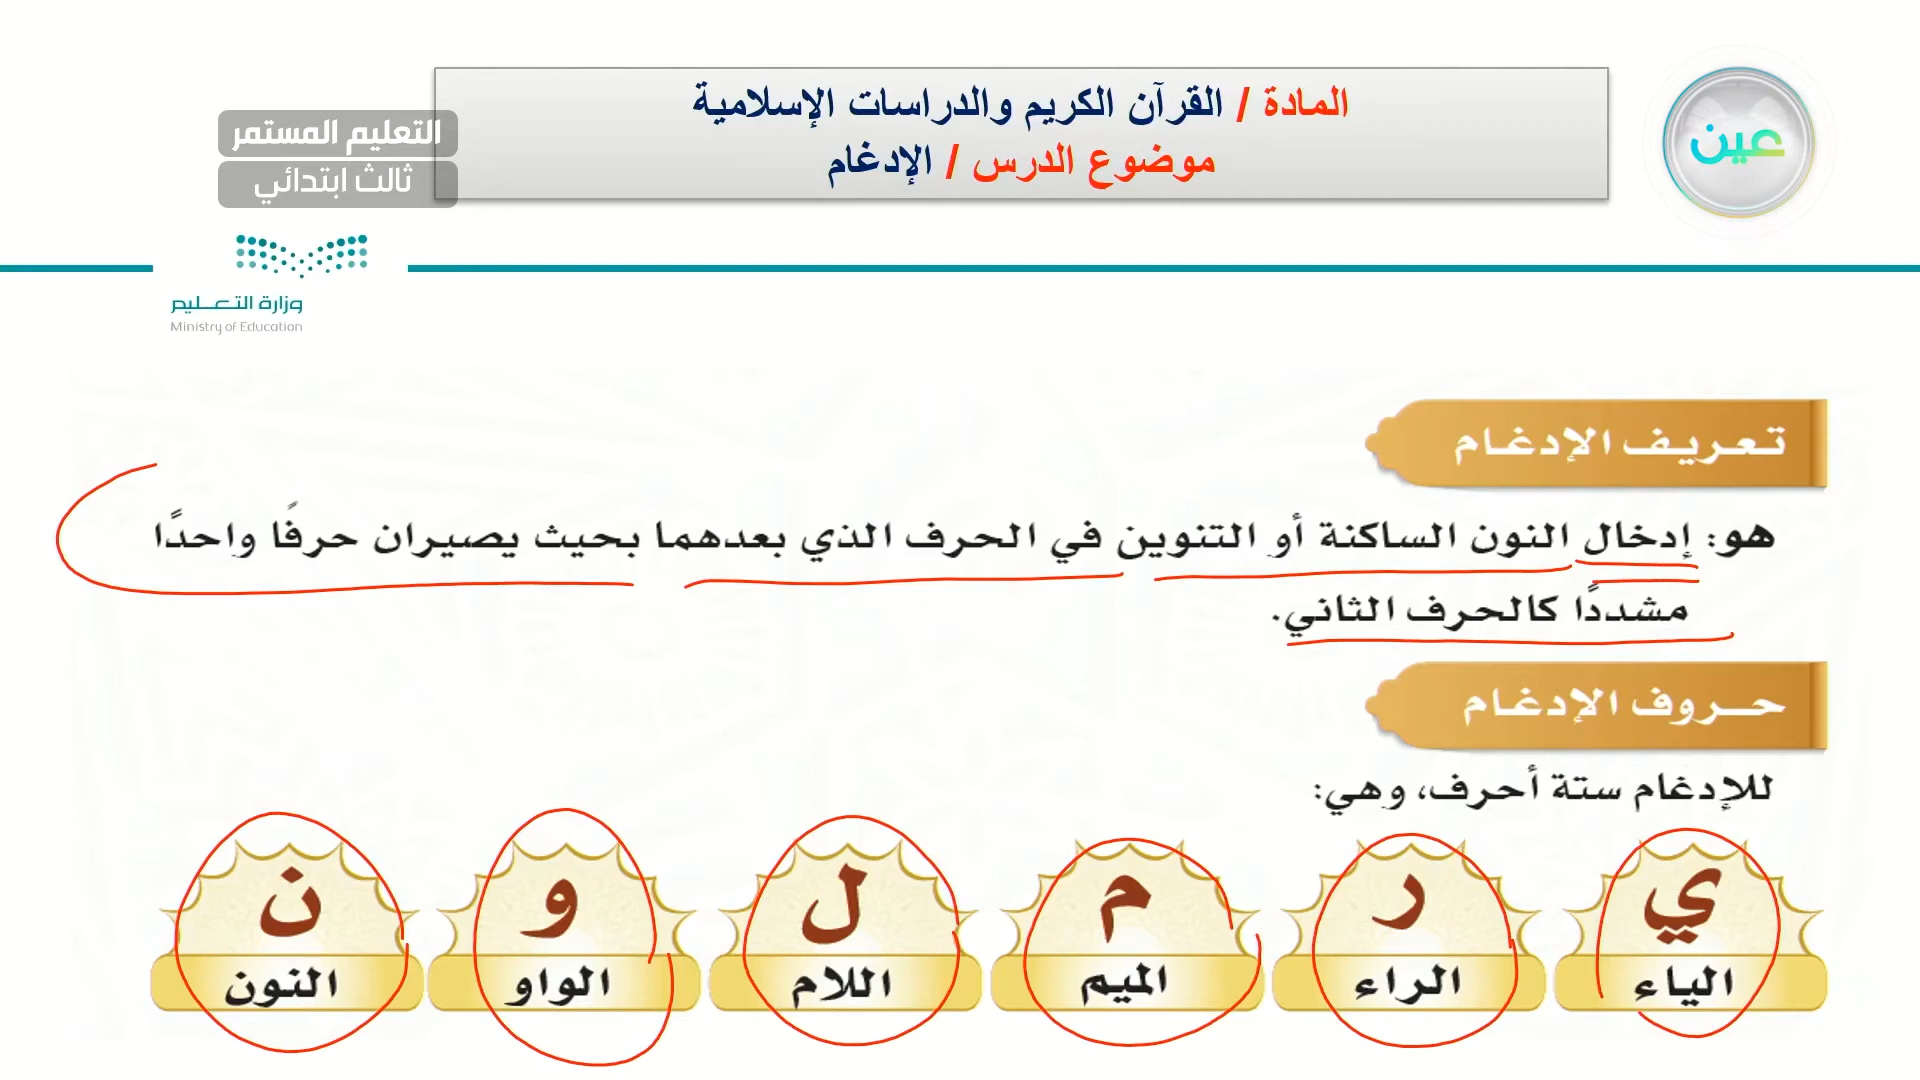 المادة / القرآن الكريم والدراسات الإسلامية
موضوع الدرس / الإدغام
عين
التعليم المستمر
ثالث ابتدائي
وزارة التعليم
Ministry of Education
تعريف الإدغام
هو: إدخال النون الساكنة أو التنوين في الحرف الذي بعدهما بحيث يصيران حرفًا واحدًا
مشددًا كالحرف الثاني.
حروف الإدغام
للإدغام ستة أحرف، وهي:
ي ر م ل و ن
الياء الراء الميم اللام الواو النون